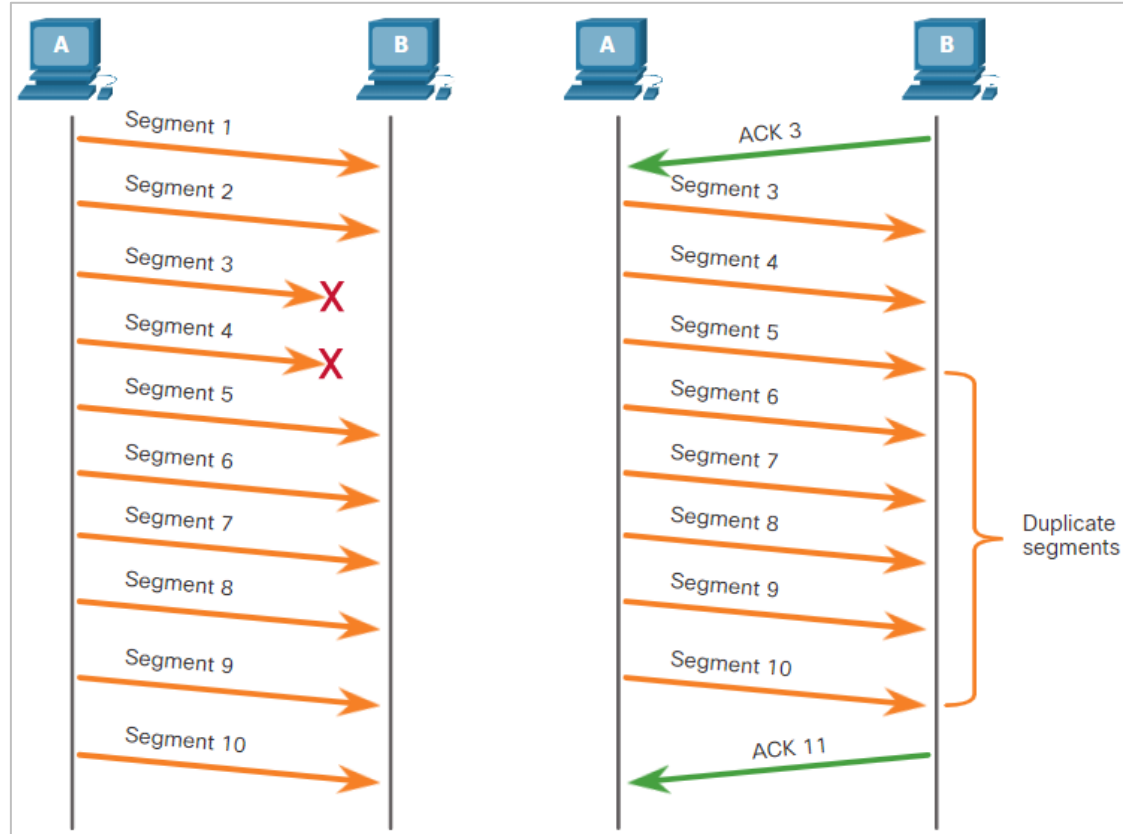 A
B
Segment 1
Segment 2
Segment 3
X
Segment 4
X
Segment 5
Segment 6
Segment 7
Segment 8
Segment 9
Segment 10
A
B
ACK 3
Segment 3
Segment 4
Segment 5
Segment 6
Segment 7
Segment 8
Segment 9
Segment 10
ACK 11
Duplicate
segments